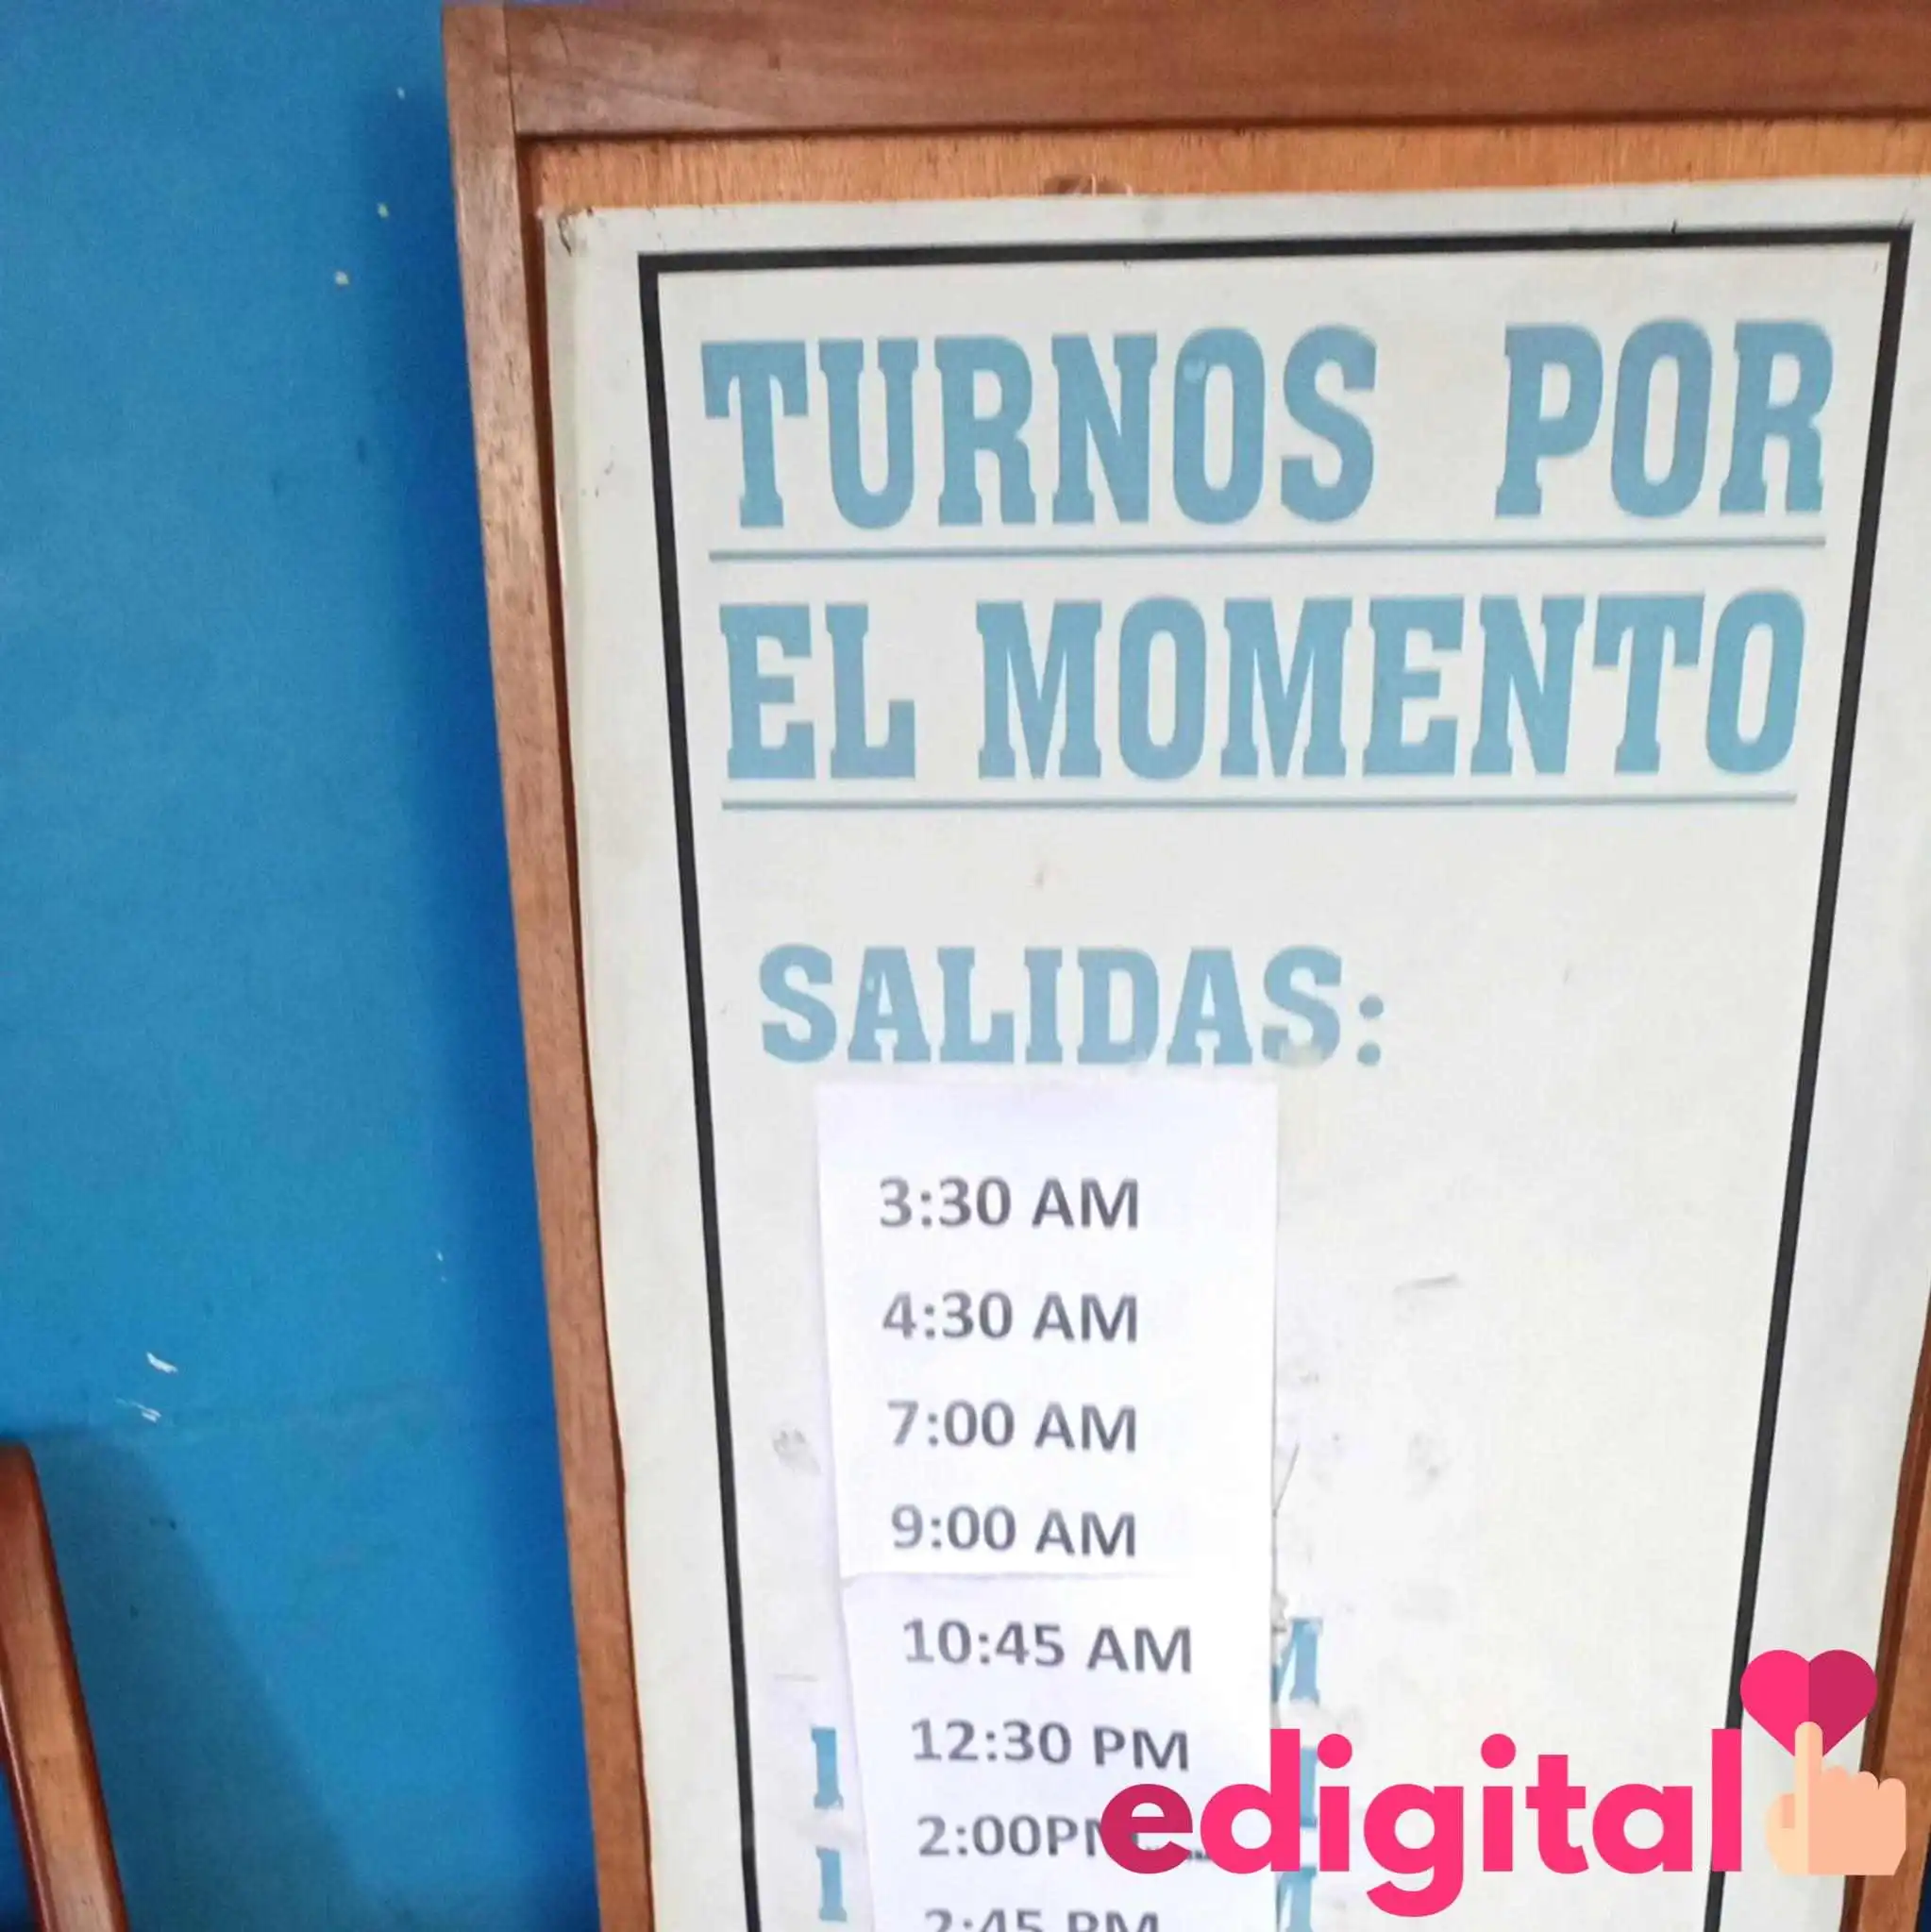 TURNOS POR
EL MOMENTO
SALIDAS:
3:30 AM
4:30 AM
7:00 AM
9:00 AM
10:45 AM
12:30 PM
2:00PM
edigital